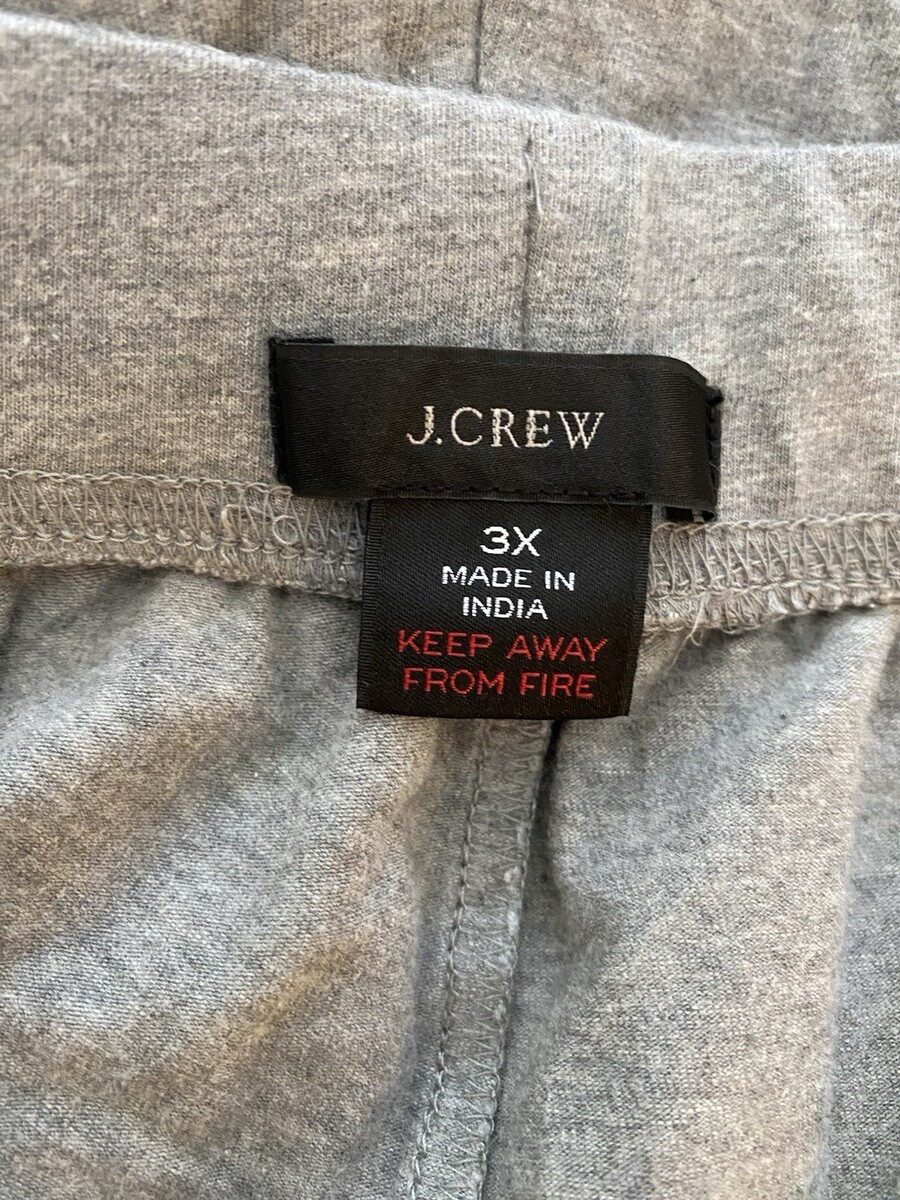 J.CREW
3X
MADE IN
INDIA
KEEP AWAY
FROM FIRE